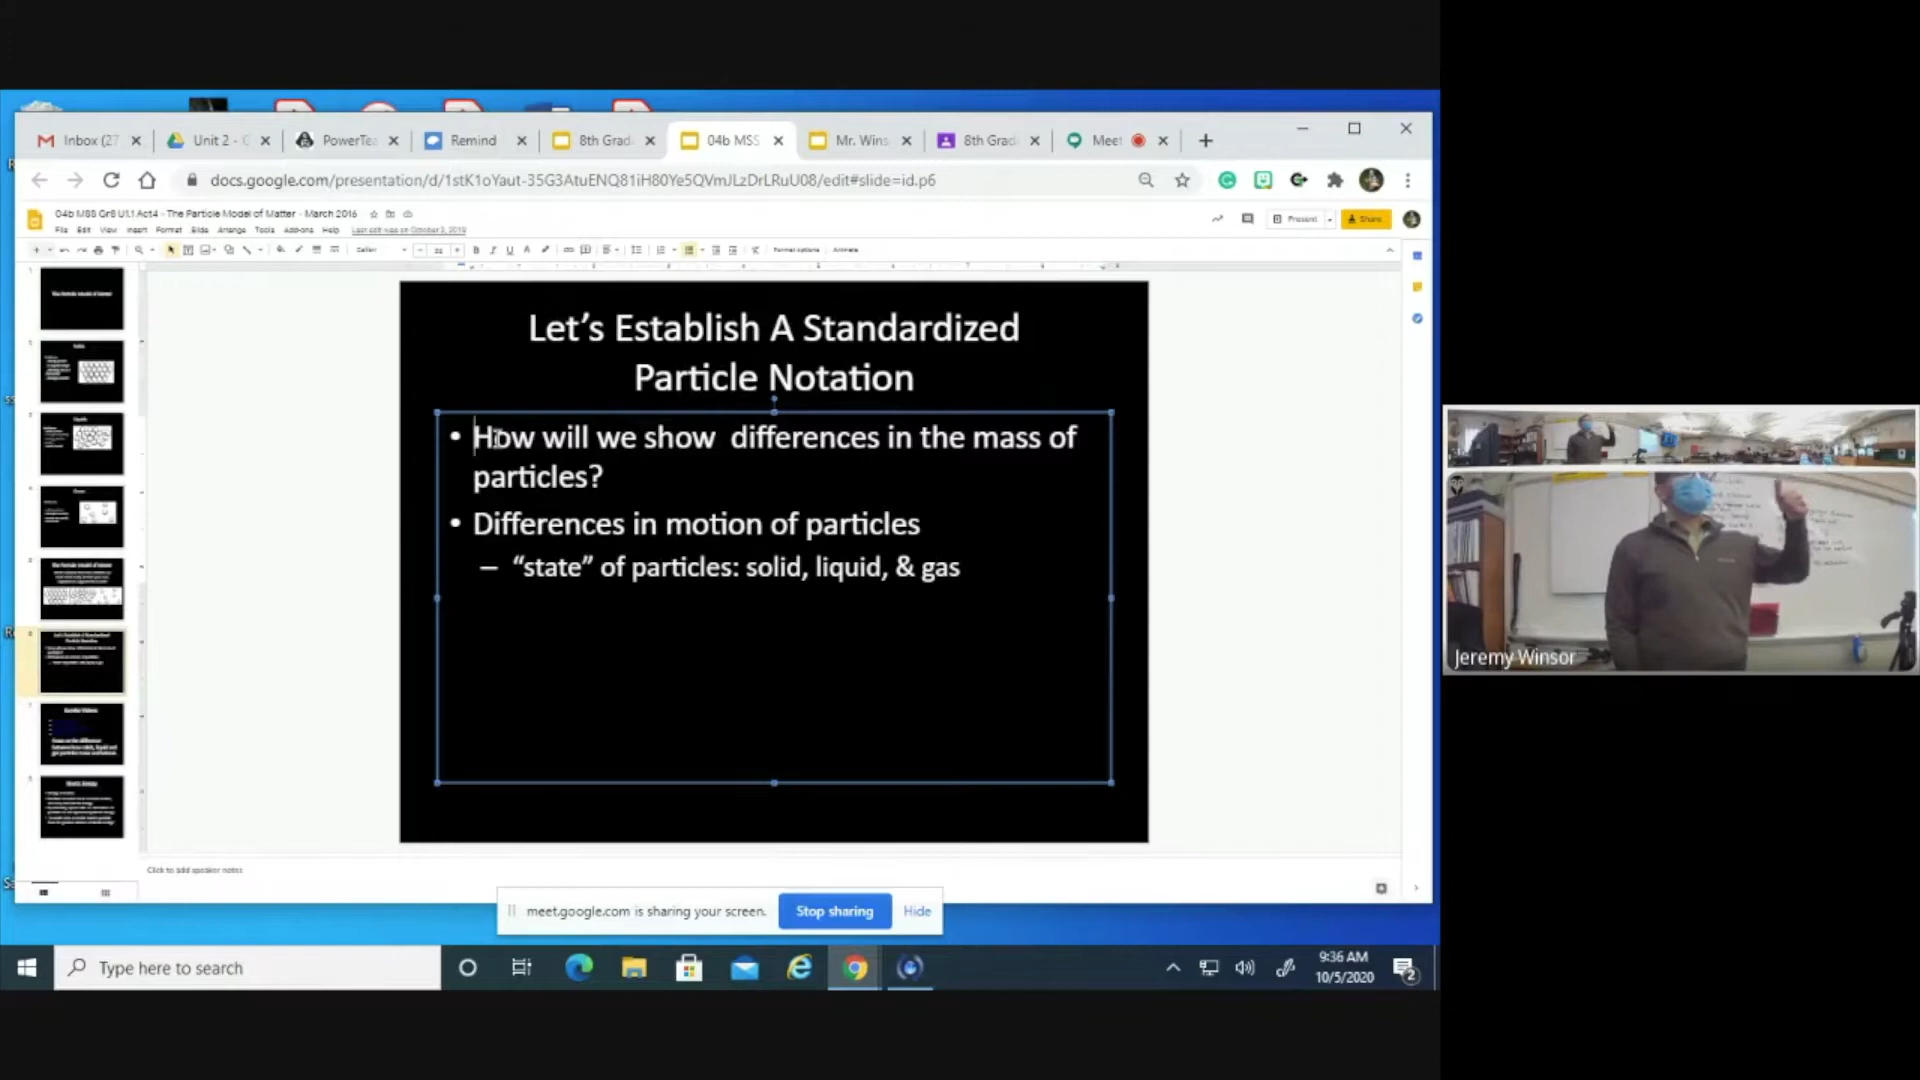 Inbox (27
Unit 2 - G
PowerTea
Remind
8th Grad
04b MSS
Mr. Wins
8th Grad
Meet
docs.google.com/presentation/d/1stK1oYaut-35G3AtuENQ81iH80Ye5QVmJLzDrLRuU08/edit#slide=id.p6
04b MSS Gr8 U1.1 Act4 - The Particle Model of Matter - March 2016
File Edit View Insert Format Slide Arrange Tools Add-ons Help Last edit was on October 3, 2019
Present
Share
Format options Animate
Let's Establish A Standardized
Particle Notation
• How will we show  differences in the mass of
particles?
• Differences in motion of particles
– “state” of particles: solid, liquid, & gas
Click to add speaker notes
meet.google.com is sharing your screen.
Stop sharing
Hide
Type here to search
9:36 AM
10/5/2020
2
Jeremy Winsor